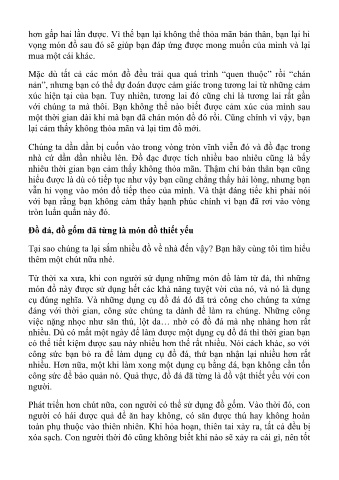 hơn gấp hai lần được. Vì thế bạn lại không thể thỏa mãn bản thân, bạn lại hi
vọng món đồ sau đó sẽ giúp bạn đáp ứng được mong muốn của mình và lại
mua một cái khác.
Mặc dù tất cả các món đồ đều trải qua quá trình “quen thuộc” rồi “chán
nản”, nhưng bạn có thể dự đoán được cảm giác trong tương lai từ những cảm
xúc hiện tại của bạn. Tuy nhiên, tương lai đó cũng chỉ là tương lai rất gần
với chúng ta mà thôi. Bạn không thể nào biết được cảm xúc của mình sau
một thời gian dài khi mà bạn đã chán món đồ đó rồi. Cũng chính vì vậy, bạn
lại cảm thấy không thỏa mãn và lại tìm đồ mới.
Chúng ta dần dần bị cuốn vào trong vòng tròn vĩnh viễn đó và đồ đạc trong
nhà cứ dần dần nhiều lên. Đồ đạc được tích nhiều bao nhiêu cũng là bấy
nhiêu thời gian bạn cảm thấy không thỏa mãn. Thậm chí bản thân bạn cũng
hiểu được là dù có tiếp tục như vậy bạn cũng chẳng thấy hài lòng, nhưng bạn
vẫn hi vọng vào món đồ tiếp theo của mình. Và thật đáng tiếc khi phải nói
với bạn rằng bạn không cảm thấy hạnh phúc chính vì bạn đã rơi vào vòng
tròn luẩn quẩn này đó.
Đồ đá, đồ gốm đã từng là món đồ thiết yếu
Tại sao chúng ta lại sắm nhiều đồ về nhà đến vậy? Bạn hãy cùng tôi tìm hiểu
thêm một chút nữa nhé.
Từ thời xa xưa, khi con người sử dụng những món đồ làm từ đá, thì những
món đồ này được sử dụng hết các khả năng tuyệt vời của nó, và nó là dụng
cụ đúng nghĩa. Và những dụng cụ đồ đá đó đã trả công cho chúng ta xứng
đáng với thời gian, công sức chúng ta dành để làm ra chúng. Những công
việc nặng nhọc như săn thú, lột da… nhờ có đồ đá mà nhẹ nhàng hơn rất
nhiều. Dù có mất một ngày để làm được một dụng cụ đồ đá thì thời gian bạn
có thể tiết kiệm được sau này nhiều hơn thế rất nhiều. Nói cách khác, so với
công sức bạn bỏ ra để làm dụng cụ đồ đá, thứ bạn nhận lại nhiều hơn rất
nhiều. Hơn nữa, một khi làm xong một dụng cụ bằng đá, bạn không cần tốn
công sức để bảo quản nó. Quả thực, đồ đá đã từng là đồ vật thiết yếu với con
người.
Phát triển hơn chút nữa, con người có thể sử dụng đồ gốm. Vào thời đó, con
người có hái được quả để ăn hay không, có săn được thú hay không hoàn
toàn phụ thuộc vào thiên nhiên. Khi hỏa hoạn, thiên tai xảy ra, tất cả đều bị
xóa sạch. Con người thời đó cũng không biết khi nào sẽ xảy ra cái gì, nên tốt